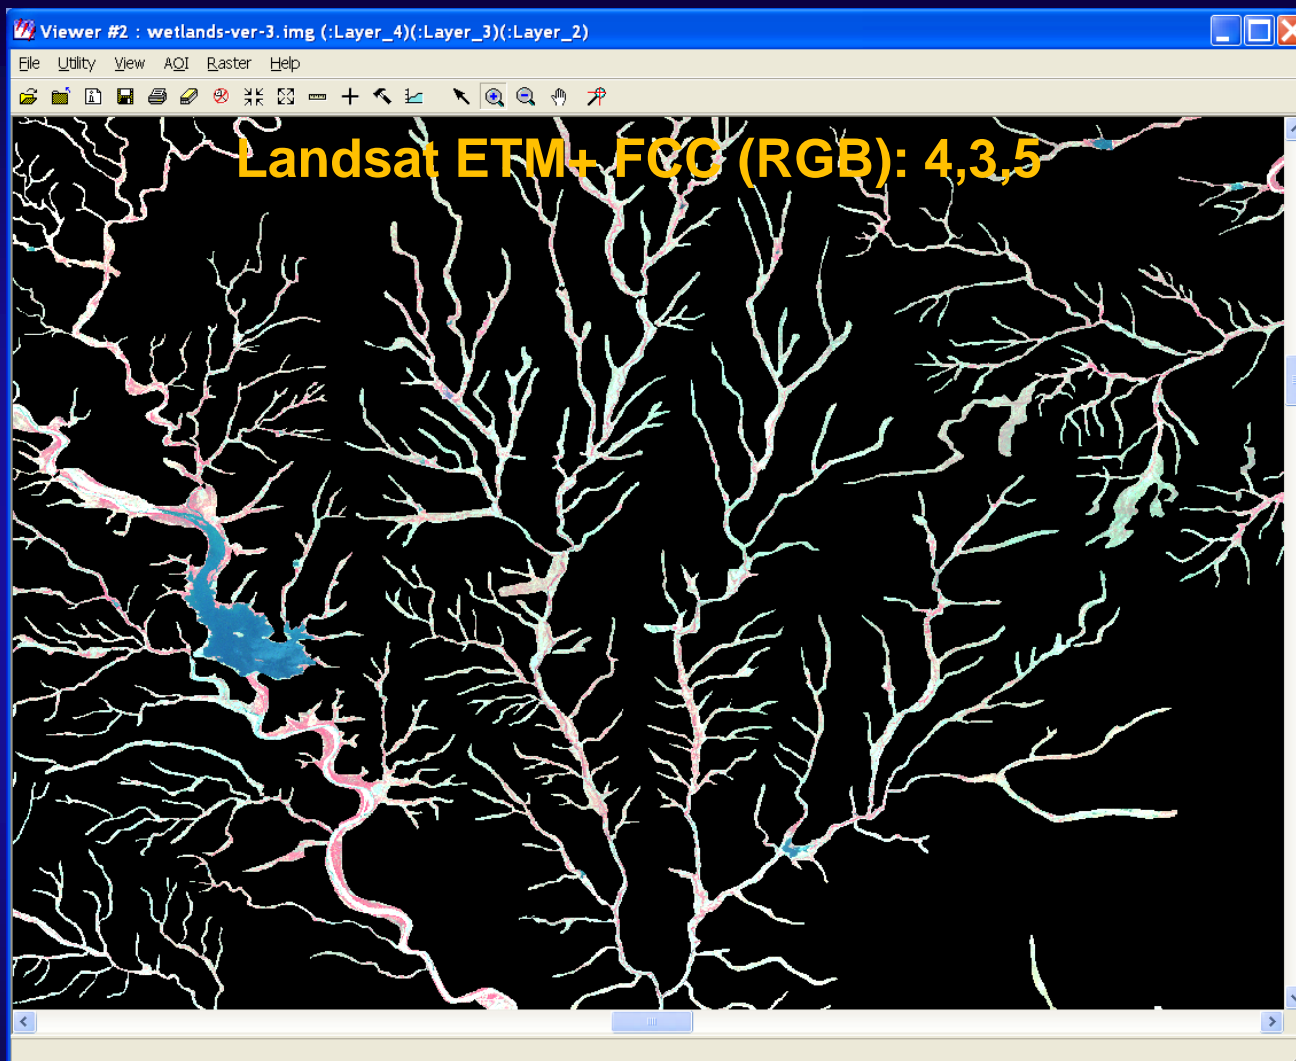 Viewer #2 : wetlands-ver-3.img (:Layer_4)(:Layer_3)(:Layer_2)
File Utility View AOI Raster Help
Landsat ETM+ FCC (RGB): 4,3,5